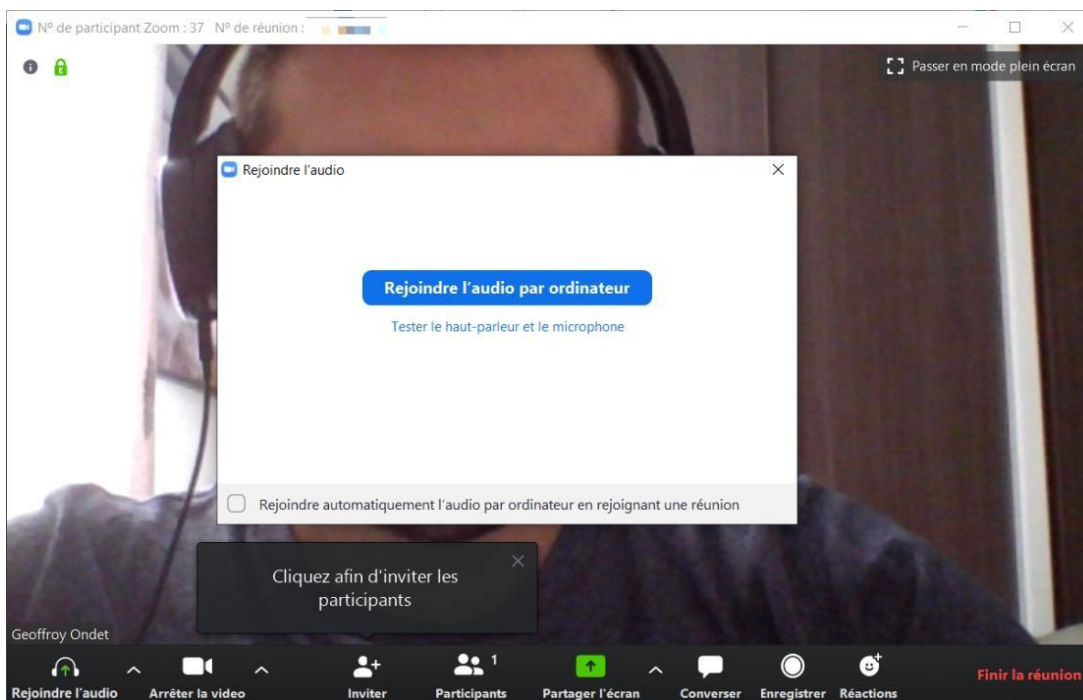 Nº de participant Zoom : 37 Nº de réunion :
Passer en mode plein écran
Rejoindre l'audio
Rejoindre l'audio par ordinateur
Tester le haut-parleur et le microphone
Rejoindre automatiquement l'audio par ordinateur en rejoignant une réunion
Cliquez afin d'inviter les
participants
Geoffroy Ondet
1
Rejoindre l'audio Arrêter la video Inviter Participants Partager l'écran Converser Enregistrer Réactions Finir la réunion